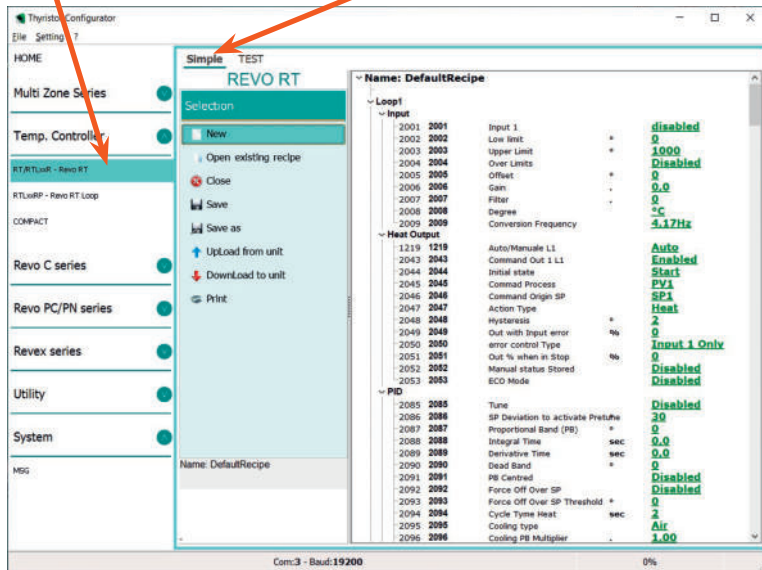 Thyristo Configurator
File Setting ?
HOME
Multi Zone Series
Temp. Controller
RT/RTLxxR - Revo RT
RTLxxRP - Revo RT Loop
COMPACT
Revo C series
Revo PC/PN series
Revex series
Utility
System
MSG
Simple TEST
REVO RT
Selection
New
Open existing recipe
Close
Save
Save as
UpLoad from unit
DownLoad to unit
Print
Name: DefaultRecipe
Name: DefaultRecipe
Loop1
Input
2001 2001 Input 1 disabled
2002 2002 Low limit ° 0
2003 2003 Upper Limit ° 1000
2004 2004 Over Limits Disabled
2005 2005 Offset ° 0
2006 2006 Gain . 0.0
2007 2007 Filter . 0
2008 2008 Degree °C
2009 2009 Conversion Frequency 4.17Hz
Heat Output
1219 1219 Auto/Manuale L1 Auto
2043 2043 Command Out 1 L1 Enabled
2044 2044 Initial state Start
2045 2045 Commad Process PV1
2046 2046 Command Origin SP SP1
2047 2047 Action Type Heat
2048 2048 Hysteresis ° 2
2049 2049 Out with Input error % 0
2050 2050 error control Type Input 1 Only
2051 2051 Out % when in Stop % 0
2052 2052 Manual status Stored Disabled
2053 2053 ECO Mode Disabled
PID
2085 2085 Tune Disabled
2086 2086 SP Deviation to activate Pretune 30
2087 2087 Proportional Band (PB) ° 0
2088 2088 Integral Time sec 0.0
2089 2089 Derivative Time sec 0.0
2090 2090 Dead Band ° 0
2091 2091 PB Centred Disabled
2092 2092 Force Off Over SP Disabled
2093 2093 Force Off Over SP Threshold ° 0
2094 2094 Cycle Tyme Heat sec 2
2095 2095 Cooling type Air
2096 2096 Cooling PB Multiplier . 1.00
Com:3 - Baud:19200 0%